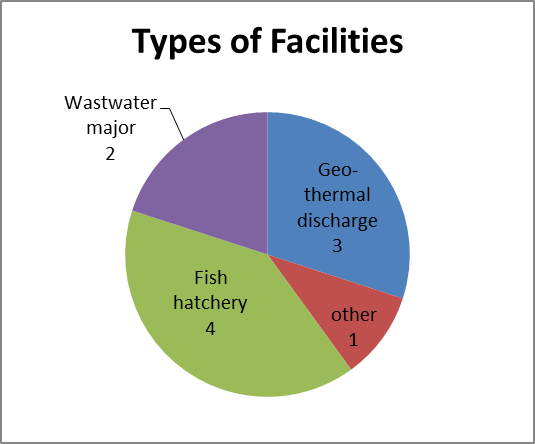 Types of Facilities
Wastwater
major
2
Geo-
thermal
discharge
3
other
1
Fish
hatchery
4